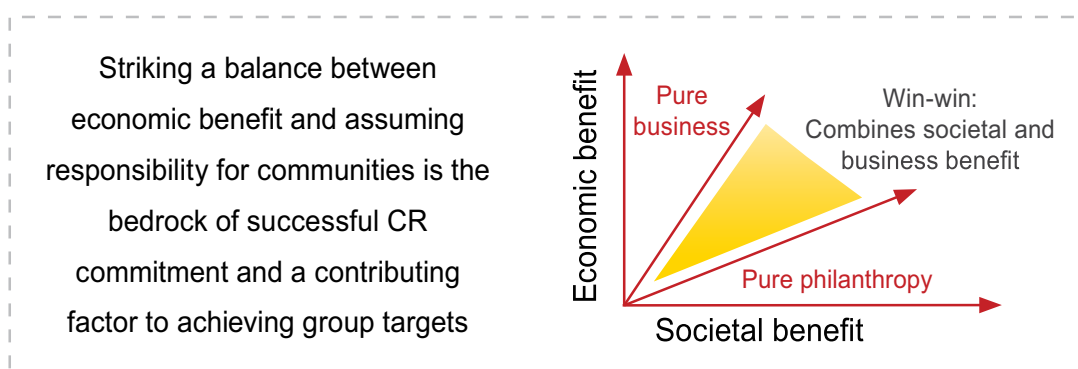 Striking a balance between
economic benefit and assuming
responsibility for communities is the
bedrock of successful CR
commitment and a contributing
factor to achieving group targets
Economic benefit
Pure
business
Win-win:
Combines societal and
business benefit
Pure philanthropy
Societal benefit